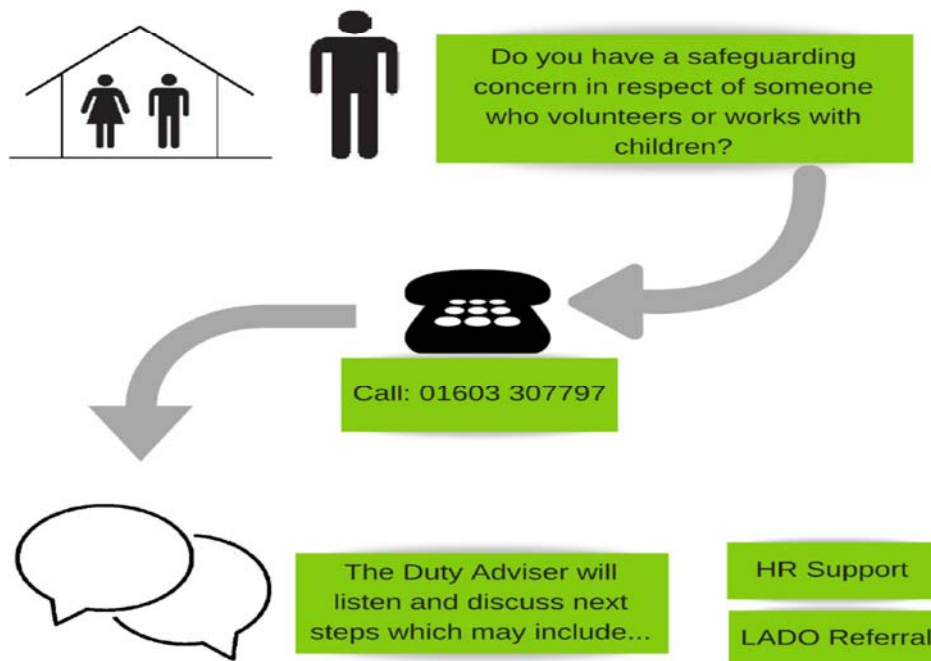 Do you have a safeguarding
concern in respect of someone
who volunteers or works with
children?
Call: 01603 307797
The Duty Adviser will
listen and discuss next
steps which may include...
HR Support
LADO Referral